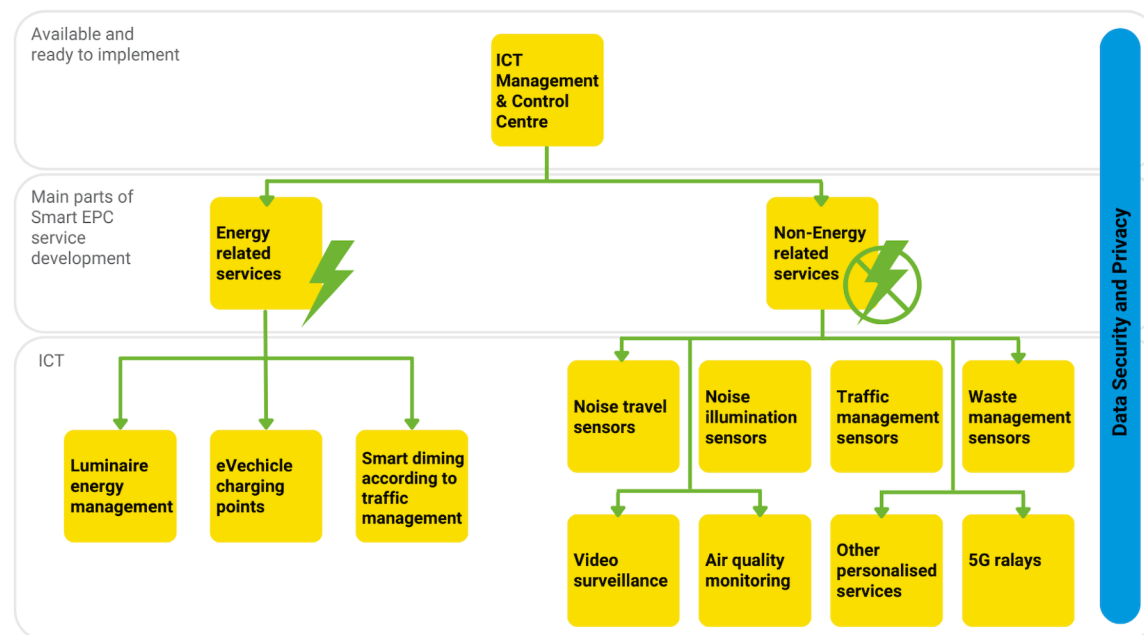 Available and
ready to implement
ICT
Management
& Control
Centre
Main parts of
Smart EPC
service
development
Energy
related
services
Non-Energy
related
services
Data Security and Privacy
ICT
Noise travel
sensors
Noise
illumination
sensors
Traffic
management
sensors
Waste
management
sensors
Luminaire
energy
management
eVechicle
charging
points
Smart diming
according to
traffic
management
Video
surveillance
Air quality
monitoring
Other
personalised
services
5G ralays